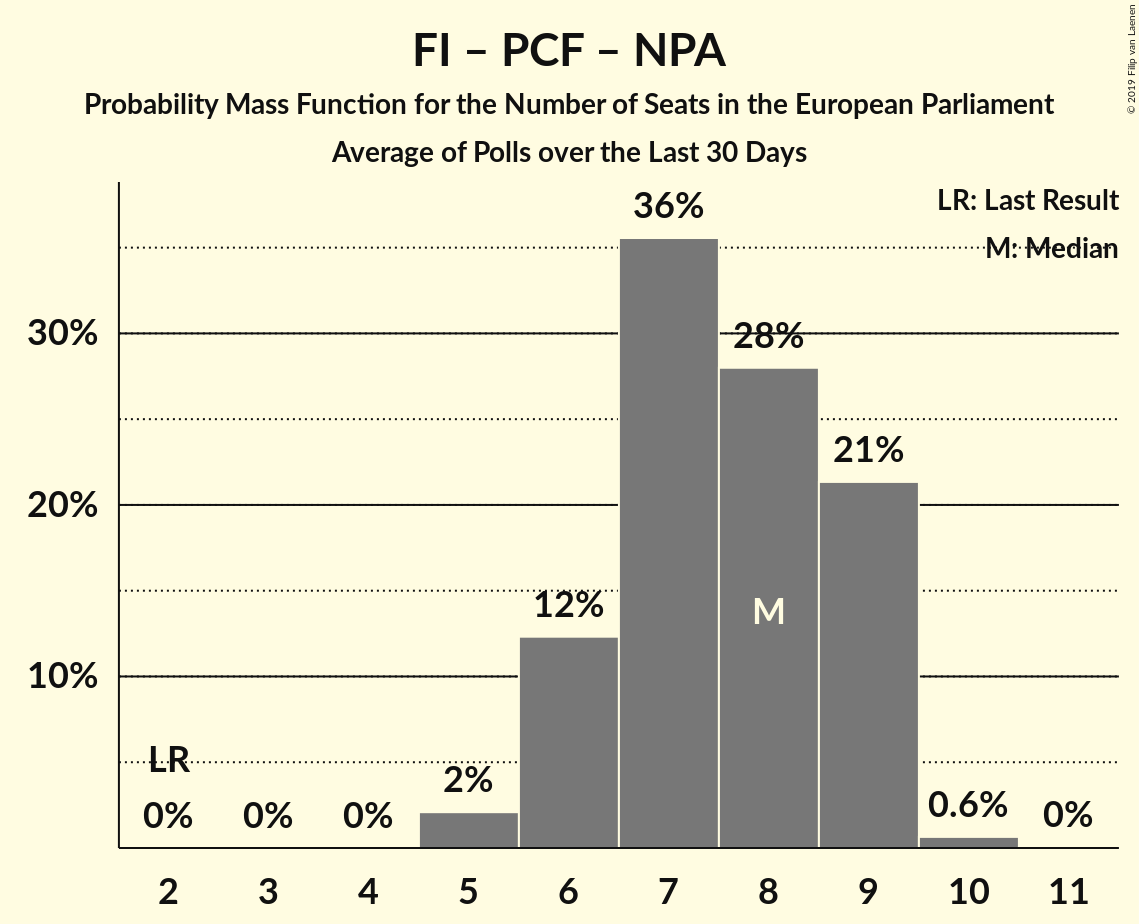 FI – PCF – NPA
Probability Mass Function for the Number of Seats in the European Parliament
Average of Polls over the Last 30 Days
© 2019 Filip van Laenen
LR: Last Result
M: Median
36%
30%
28%
21%
20%
12%
M
10%
LR
2%
0%
0%
0%
0.6%
0%
2 3 4 5 6 7 8 9 10 11